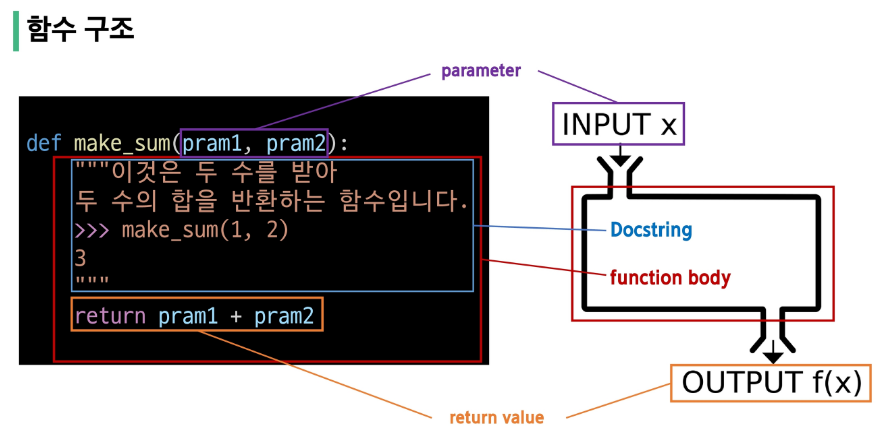 함수 구조
parameter
def make_sum(pram1, pram2):
"""이것은 두 수를 받아
두 수의 합을 반환하는 함수입니다.
>>> make_sum(1, 2)
3
"""
return pram1 + pram2
INPUT x
Docstring
function body
OUTPUT f(x)
return value